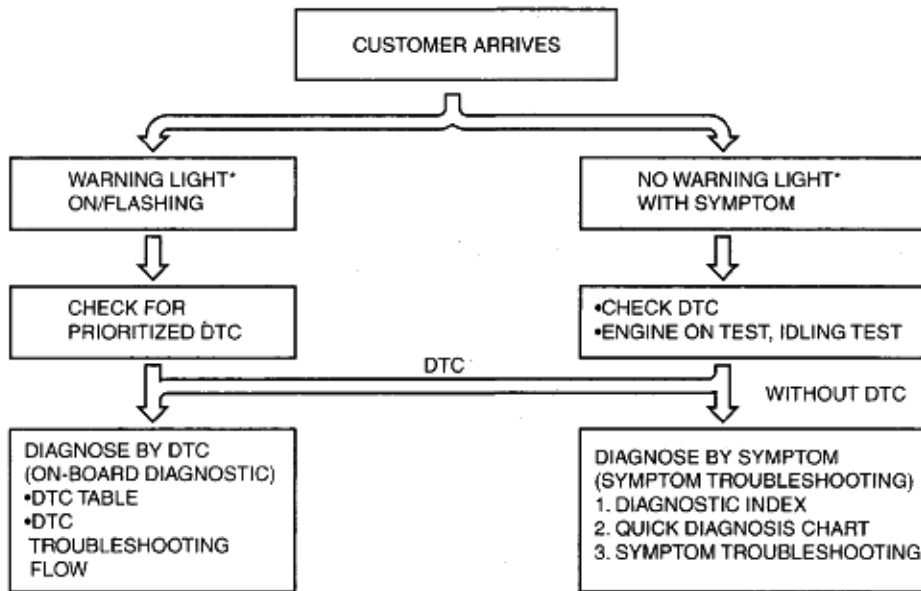 CUSTOMER ARRIVES
WARNING LIGHT*
ON/FLASHING
NO WARNING LIGHT*
WITH SYMPTOM
CHECK FOR
PRIORITIZED DTC
•CHECK DTC
•ENGINE ON TEST, IDLING TEST
DTC
WITHOUT DTC
DIAGNOSE BY DTC
(ON-BOARD DIAGNOSTIC)
•DTC TABLE
•DTC
TROUBLESHOOTING
FLOW
DIAGNOSE BY SYMPTOM
(SYMPTOM TROUBLESHOOTING)
1. DIAGNOSTIC INDEX
2. QUICK DIAGNOSIS CHART
3. SYMPTOM TROUBLESHOOTING